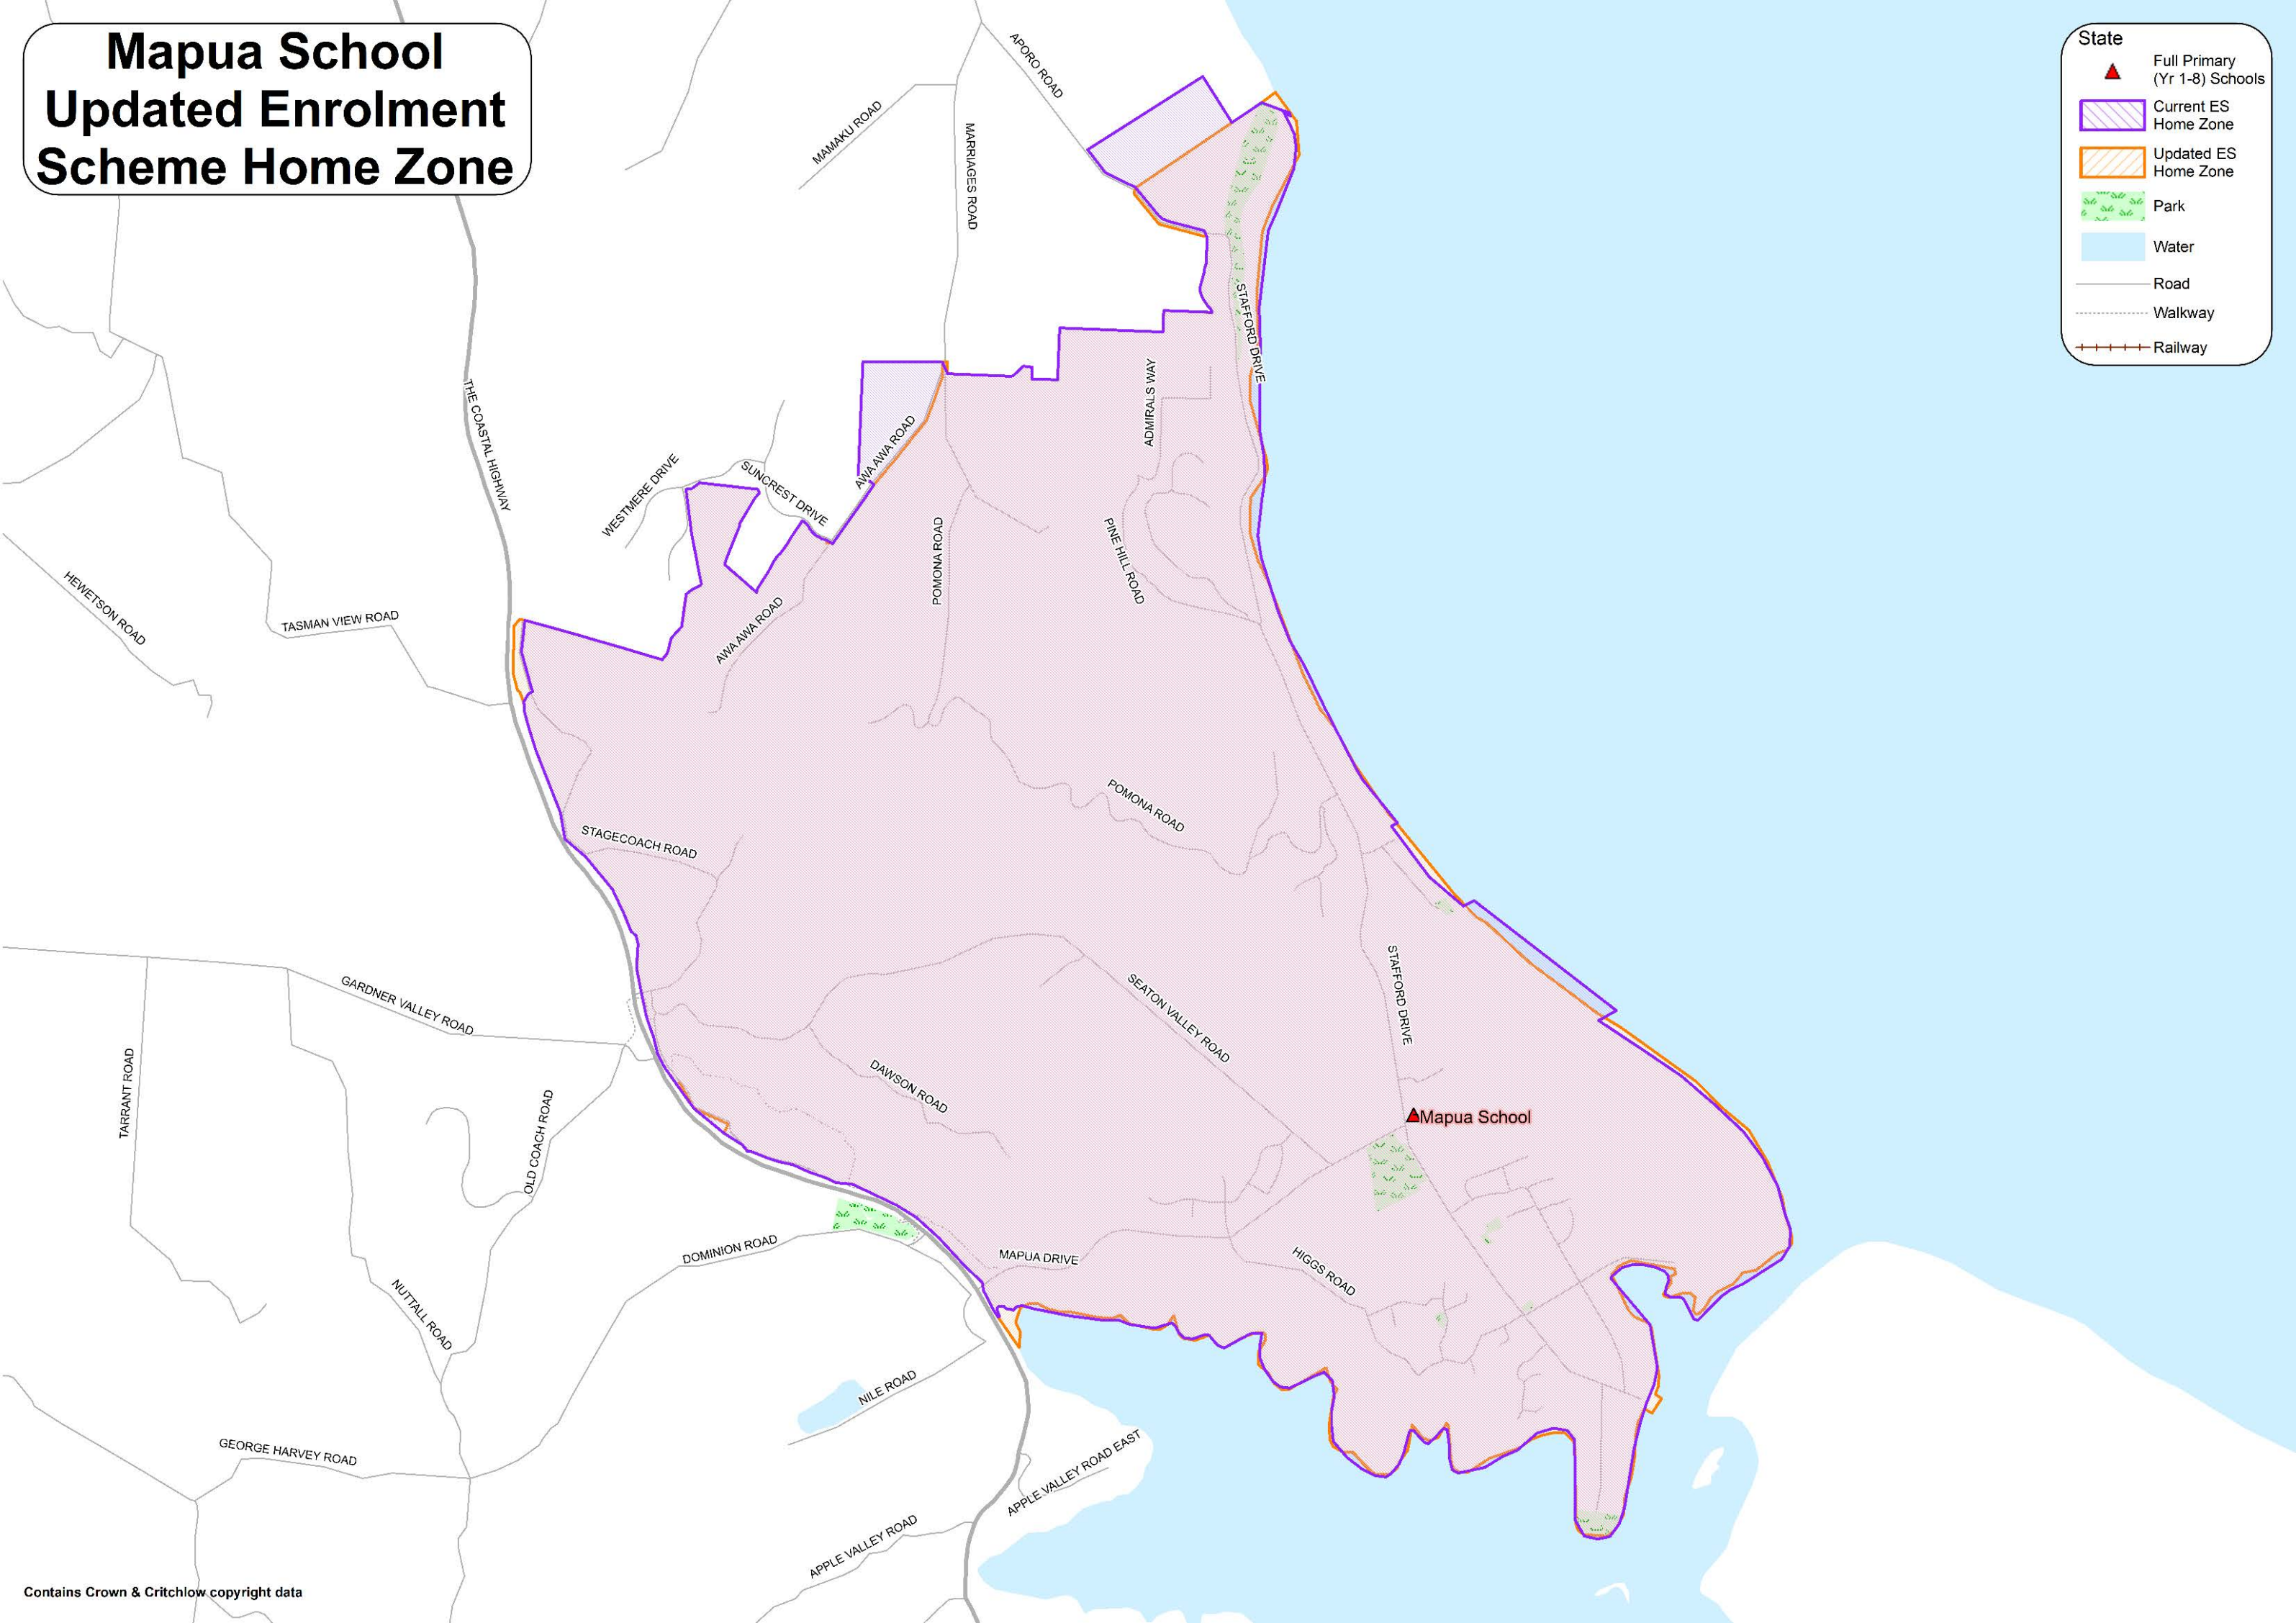 Mapua School
Updated Enrolment
Scheme Home Zone
State
Full Primary
(Yr 1-8) Schools
Current ES
Home Zone
Updated ES
Home Zone
Park
Water
Road
Walkway
Railway
APORO ROAD
MAMAKU ROAD
MARRIAGES ROAD
STAFFORD DRIVE
ADMIRALS WAY
THE COASTAL HIGHWAY
AWA AWA ROAD
SUNCREST DRIVE
WESTMERE DRIVE
POMONA ROAD
PINE HILL ROAD
HEWETSON ROAD
TASMAN VIEW ROAD
AWA AWA ROAD
POMONA ROAD
STAGECOACH ROAD
STAFFORD DRIVE
SEATON VALLEY ROAD
GARDNER VALLEY ROAD
TARRANT ROAD
DAWSON ROAD
OLD COACH ROAD
Mapua School
DOMINION ROAD
MAPUA DRIVE
HIGGS ROAD
NUTTALL ROAD
NILE ROAD
GEORGE HARVEY ROAD
APPLE VALLEY ROAD EAST
APPLE VALLEY ROAD
Contains Crown & Critchlow copyright data